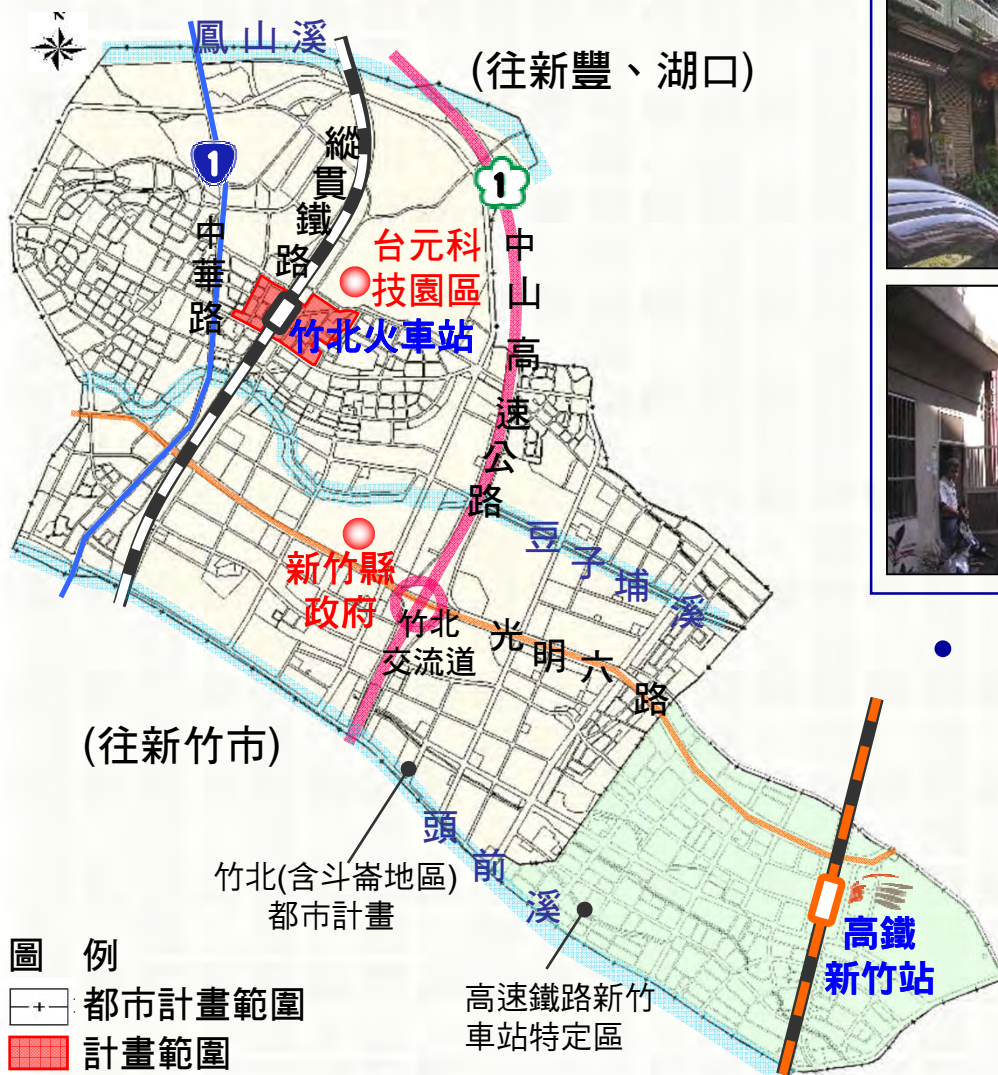 N
鳳山溪
(往新豐、湖口)
1
縱貫鐵路
1
中華路
台元科
技園區
竹北火車站
中山高速公路
豆子埔溪
新竹縣
政府
竹北
交流道
光明六路
(往新竹市)
頭前溪
竹北(含斗崙地區)
都市計畫
高鐵
新竹站
高速鐵路新竹
車站特定區
圖 例
都市計畫範圍
計畫範圍